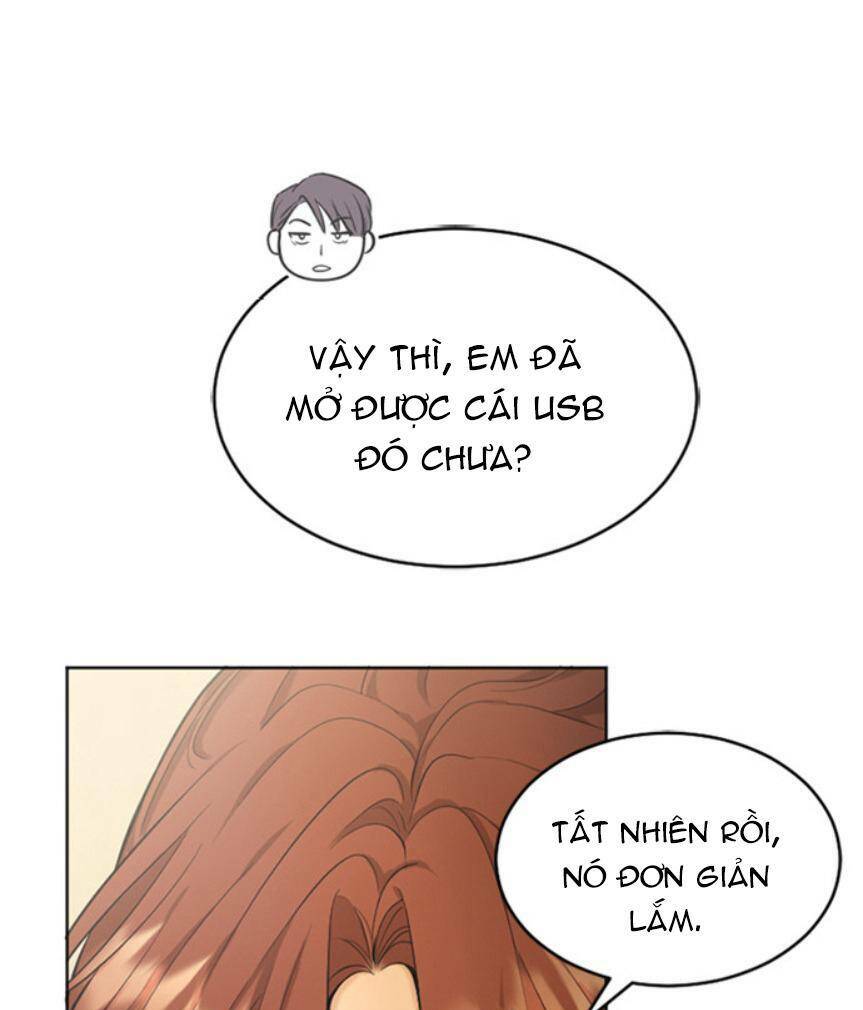 VẬY THÌ, EM ĐÃ
MỞ ĐƯỢC CÁI USB
ĐÓ CHƯA?
TẤT NHIÊN RỒI,
NÓ ĐƠN GIẢN
LẮM.